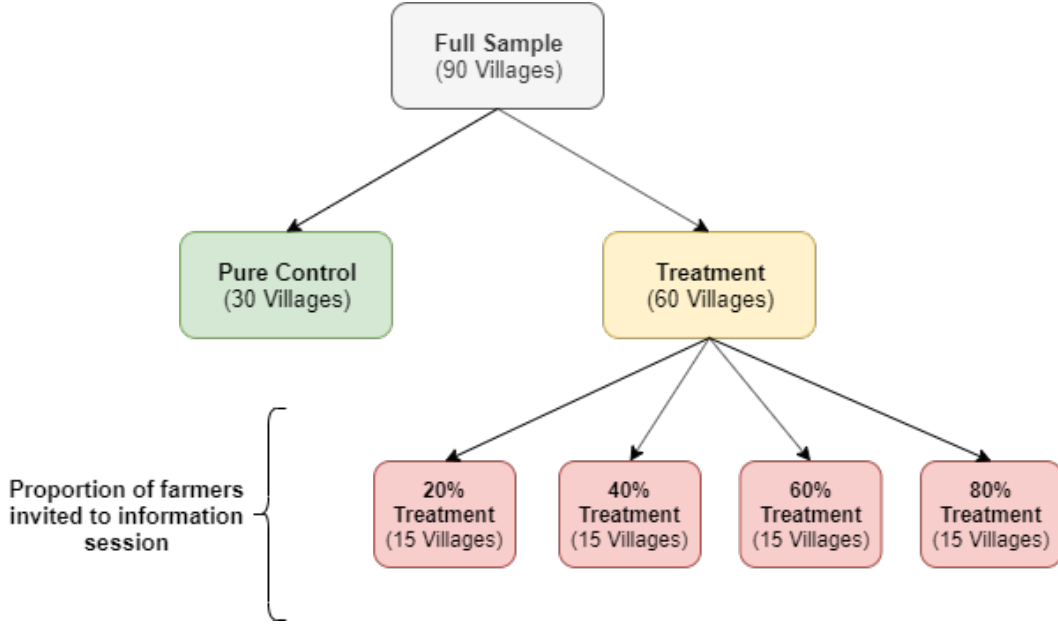 Full Sample
(90 Villages)
Pure Control
(30 Villages)
Treatment
(60 Villages)
Proportion of farmers
invited to information
session
20%
Treatment
(15 Villages)
40%
Treatment
(15 Villages)
60%
Treatment
(15 Villages)
80%
Treatment
(15 Villages)